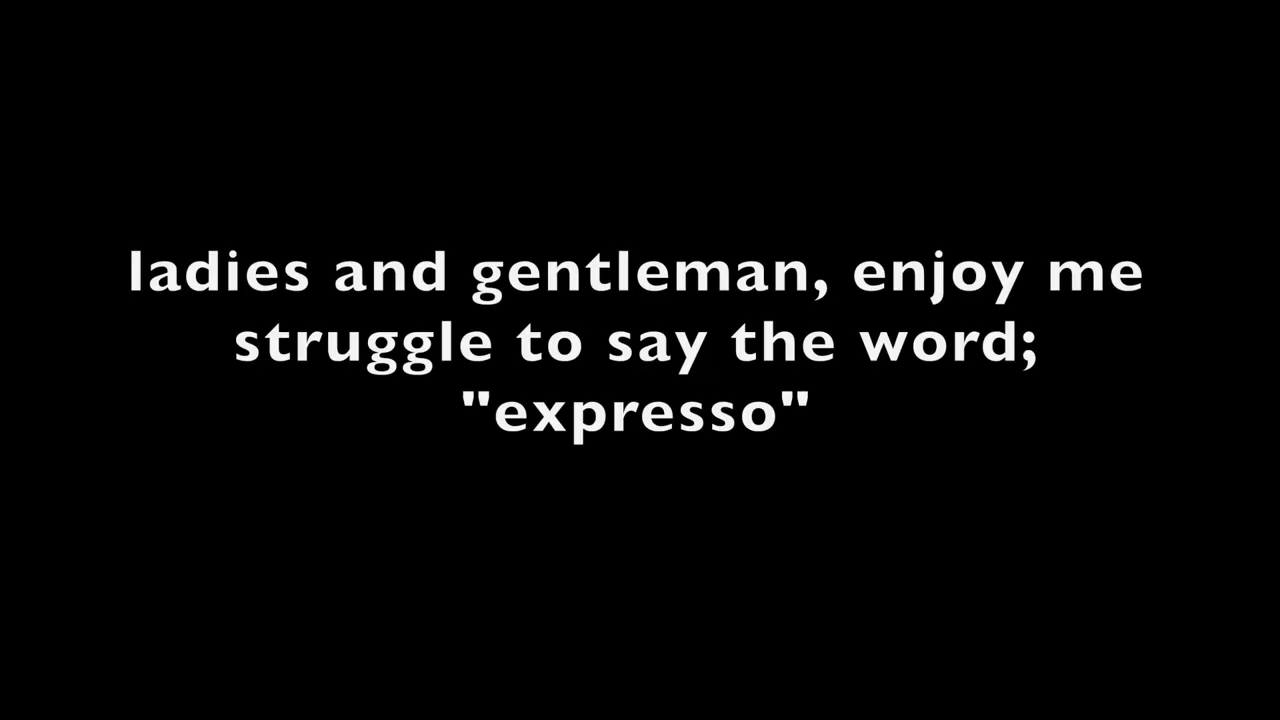 ladies and gentleman, enjoy me
struggle to say the word;
"expresso"